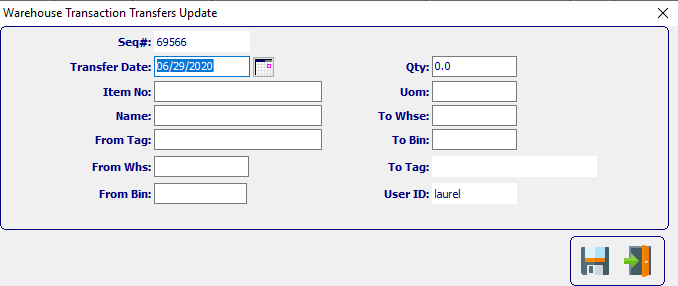 Warehouse Transaction Transfers Update
Seq#: 69566
Transfer Date: 06/29/2020
Qty: 0.0
Item No:
Uom:
Name:
To Whse:
From Tag:
To Bin:
From Whs:
To Tag:
From Bin:
User ID: laurel